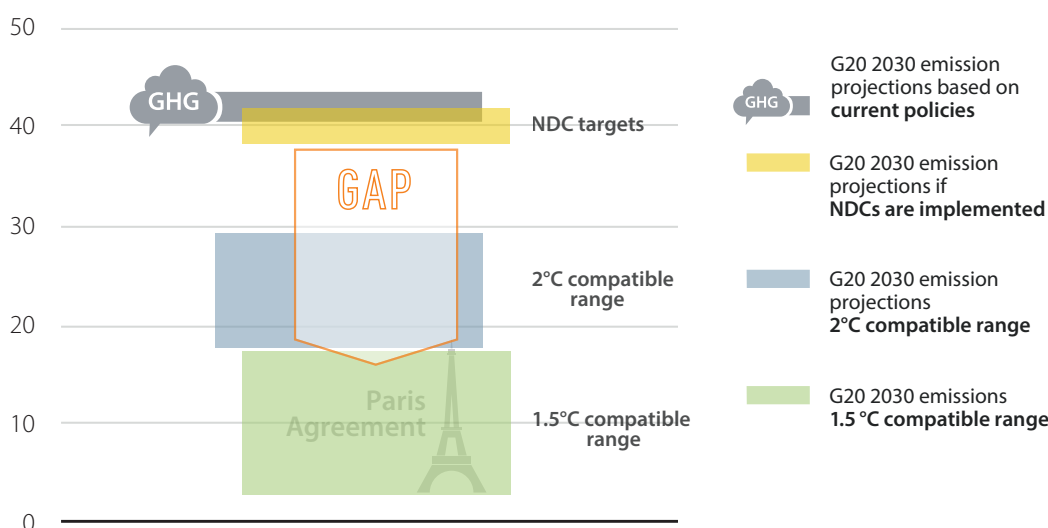 50
40
30
20
10
0
GHG
NDC targets
GAP
2°C compatible
range
Paris
Agreement
1.5°C compatible
range
GHG
G20 2030 emission
projections based on
current policies
G20 2030 emission
projections if
NDCs are implemented
G20 2030 emission
projections
2°C compatible range
G20 2030 emissions
1.5 °C compatible range